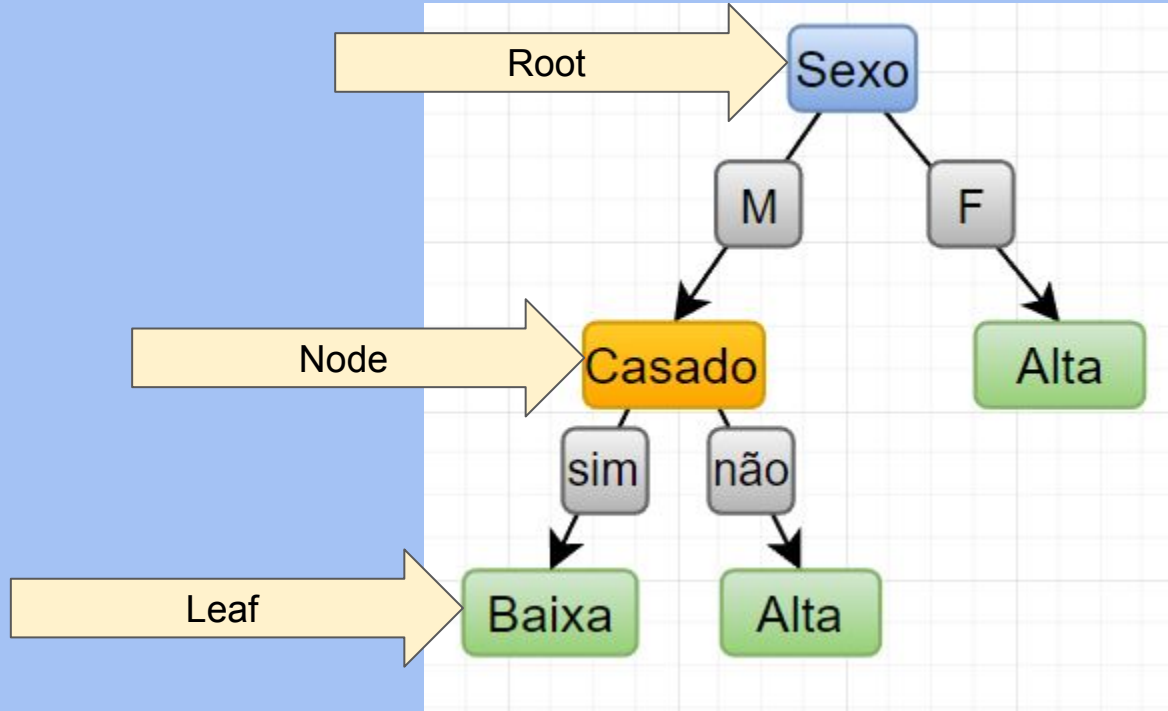 Root
Sexo
M
F
Node
Casado
Alta
sim
não
Leaf
Baixa
Alta